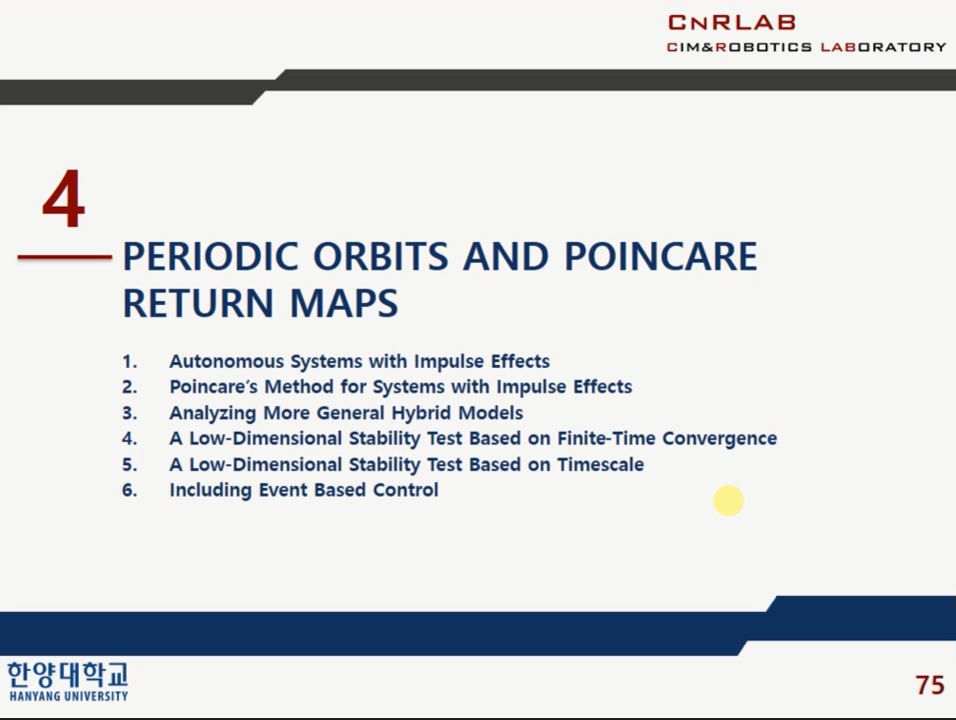 CNRLAB
CIM&ROBOTICS LABORATORY
4
PERIODIC ORBITS AND POINCARE
RETURN MAPS
1. Autonomous Systems with Impulse Effects
2. Poincare's Method for Systems with Impulse Effects
3. Analyzing More General Hybrid Models
4. A Low-Dimensional Stability Test Based on Finite-Time Convergence
5. A Low-Dimensional Stability Test Based on Timescale
6. Including Event Based Control
한양대학교
HANYANG UNIVERSITY
75